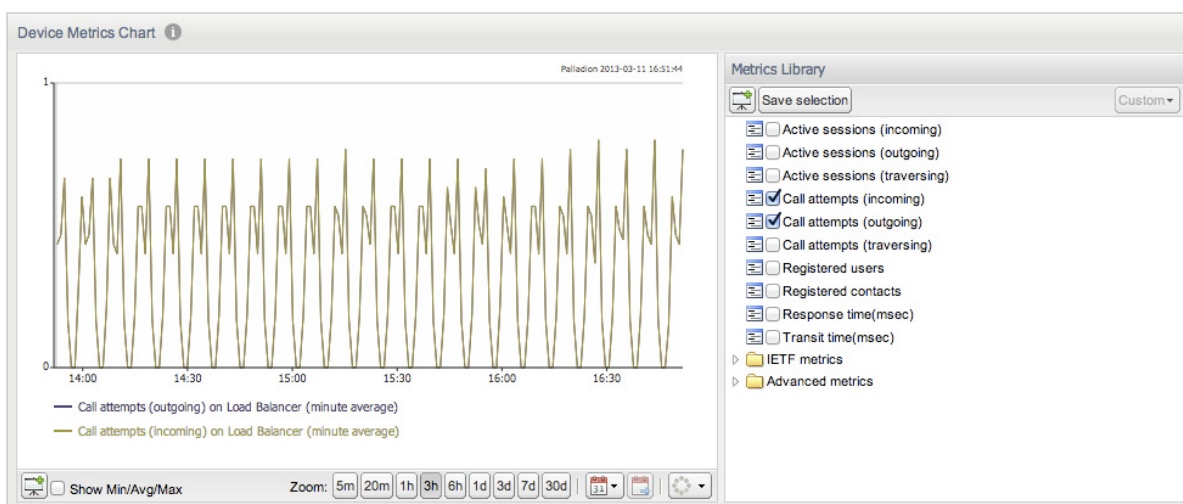 Device Metrics Chart i
Palladion 2013-03-11 16:51:44
1
0
14:00 14:30 15:00 15:30 16:00 16:30
Call attempts (outgoing) on Load Balancer (minute average)
Call attempts (incoming) on Load Balancer (minute average)
Show Min/Avg/Max Zoom: 5m 20m 1h 3h 6h 1d 3d 7d 30d 31
Metrics Library
Save selection Custom
Active sessions (incoming)
Active sessions (outgoing)
Active sessions (traversing)
Call attempts (incoming)
Call attempts (outgoing)
Call attempts (traversing)
Registered users
Registered contacts
Response time(msec)
Transit time(msec)
IETF metrics
Advanced metrics